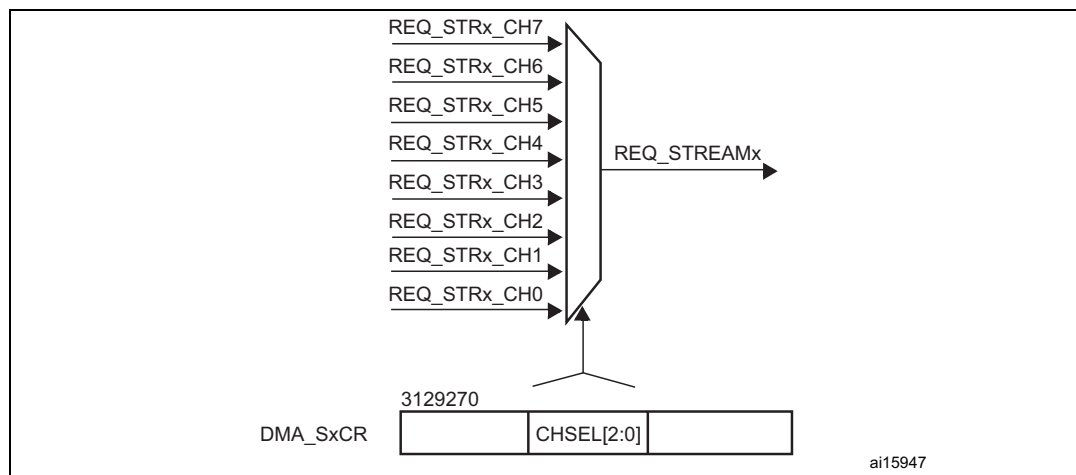 REQ_STRx_CH7
REQ_STRx_CH6
REQ_STRx_CH5
REQ_STRx_CH4
REQ_STREAMx
REQ_STRx_CH3
REQ_STRx_CH2
REQ_STRx_CH1
REQ_STRx_CH0
3129270
DMA_SxCR CHSEL[2:0]
ai15947